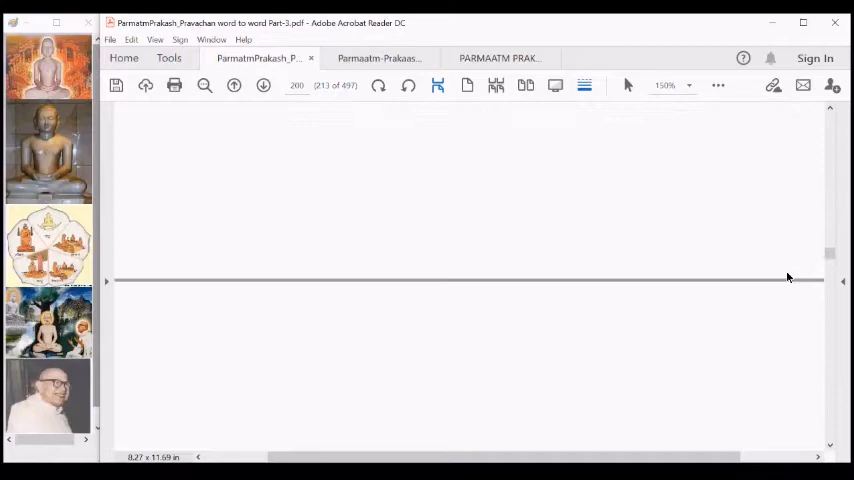 ParmatmPrakash_Pravachan word to word Part-3.pdf - Adobe Acrobat Reader DC
File Edit View Sign Window Help
Home Tools ParmatmPrakash_P... × Parmaatm-Prakaas... PARMAATM PRAK... Sign In
200 (213 of 497) 150%
8.27 x 11.69 in